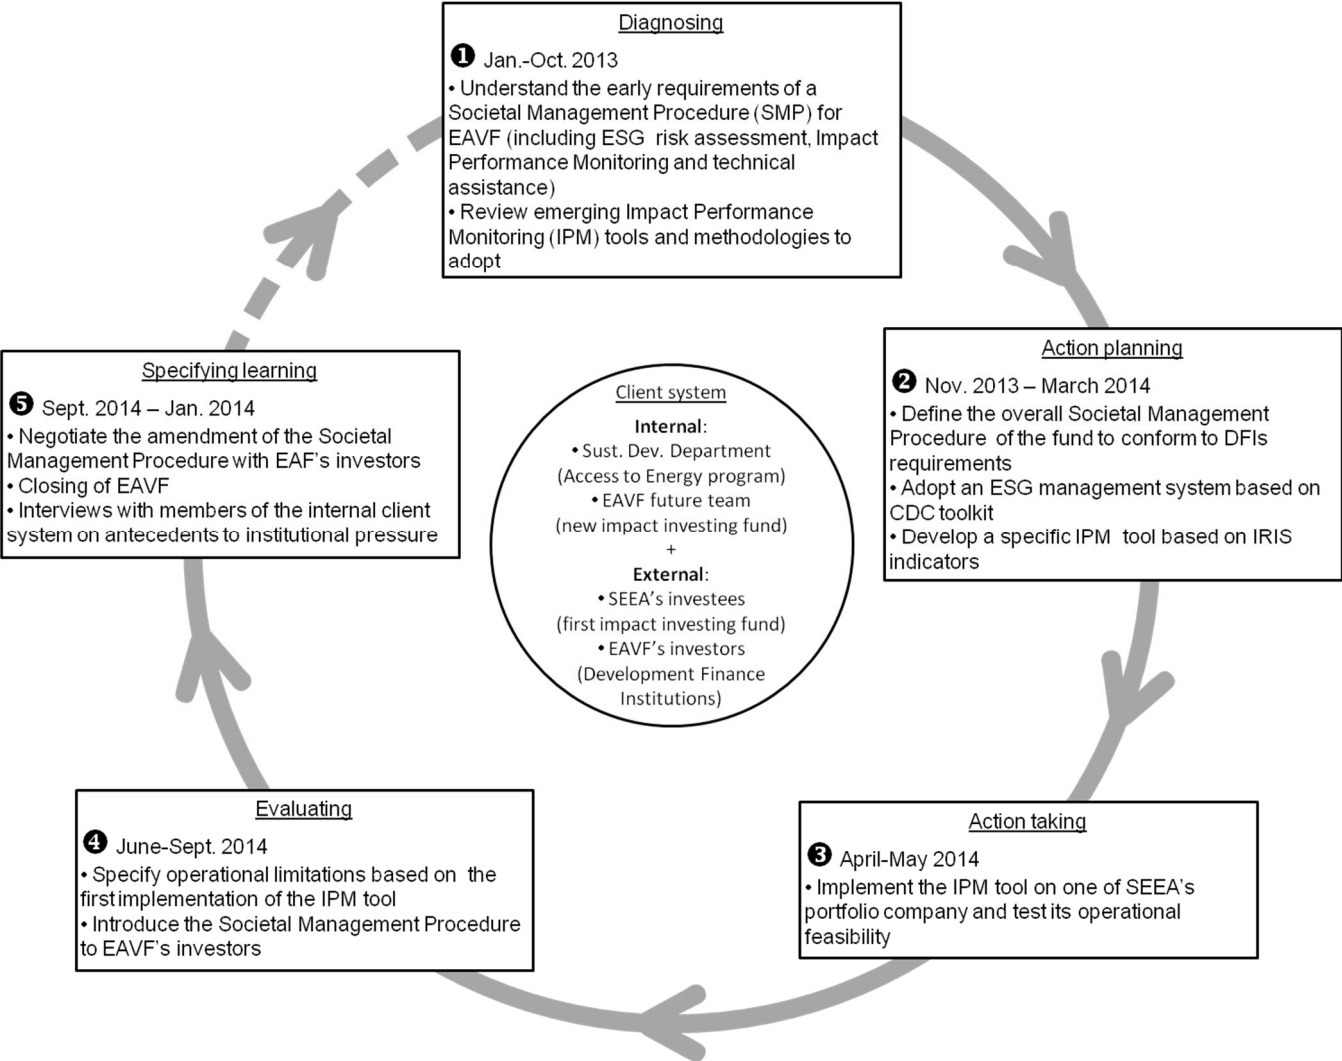 Diagnosing
❶ Jan.-Oct. 2013
• Understand the early requirements of a
Societal Management Procedure (SMP) for
EAVF (including ESG risk assessment, Impact
Performance Monitoring and technical
assistance)
• Review emerging Impact Performance
Monitoring (IPM) tools and methodologies to
adopt
Action planning
❷ Nov. 2013 – March 2014
• Define the overall Societal Management
Procedure of the fund to conform to DFIs
requirements
• Adopt an ESG management system based on
CDC toolkit
• Develop a specific IPM tool based on IRIS
indicators
Action taking
❸ April-May 2014
• Implement the IPM tool on one of SEEA's
portfolio company and test its operational
feasibility
Evaluating
❹ June-Sept. 2014
• Specify operational limitations based on the
first implementation of the IPM tool
• Introduce the Societal Management Procedure
to EAVF's investors
Specifying learning
❺ Sept. 2014 – Jan. 2014
• Negotiate the amendment of the Societal
Management Procedure with EAF's investors
• Closing of EAVF
• Interviews with members of the internal client
system on antecedents to institutional pressure
Client system
Internal:
• Sust. Dev. Department
(Access to Energy program)
• EAVF future team
(new impact investing fund)
+
External:
• SEEA's investees
(first impact investing fund)
• EAVF's investors
(Development Finance
Institutions)